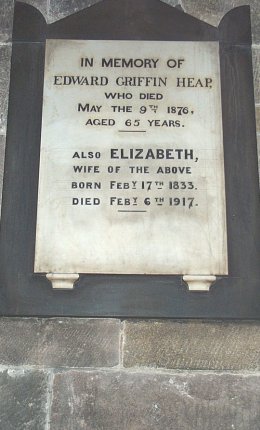 IN MEMORY OF
EDWARD GRIFFIN HEAP,
WHO DIED
MAY THE 9TH 1876,
AGED 65 YEARS.
ALSO ELIZABETH,
WIFE OF THE ABOVE
BORN FEBY 17TH 1833.
DIED FEBY 6TH 1917.